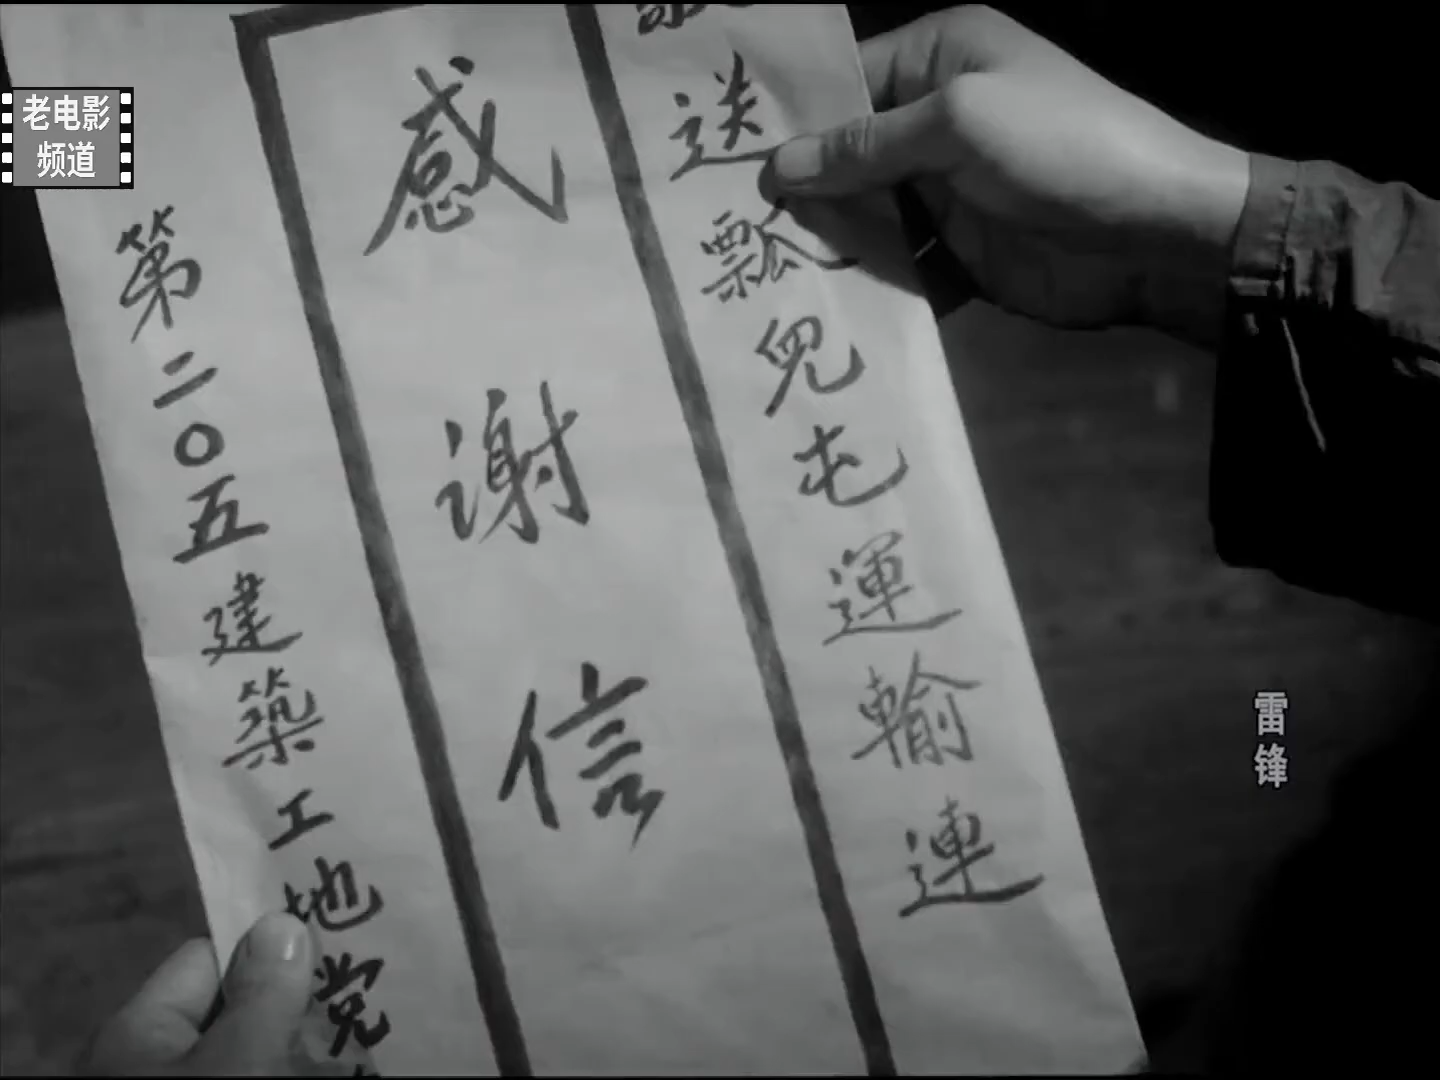 老电影
频道
送瓢兒屯運輸連
感谢信
第二〇五建築工地党
雷锋